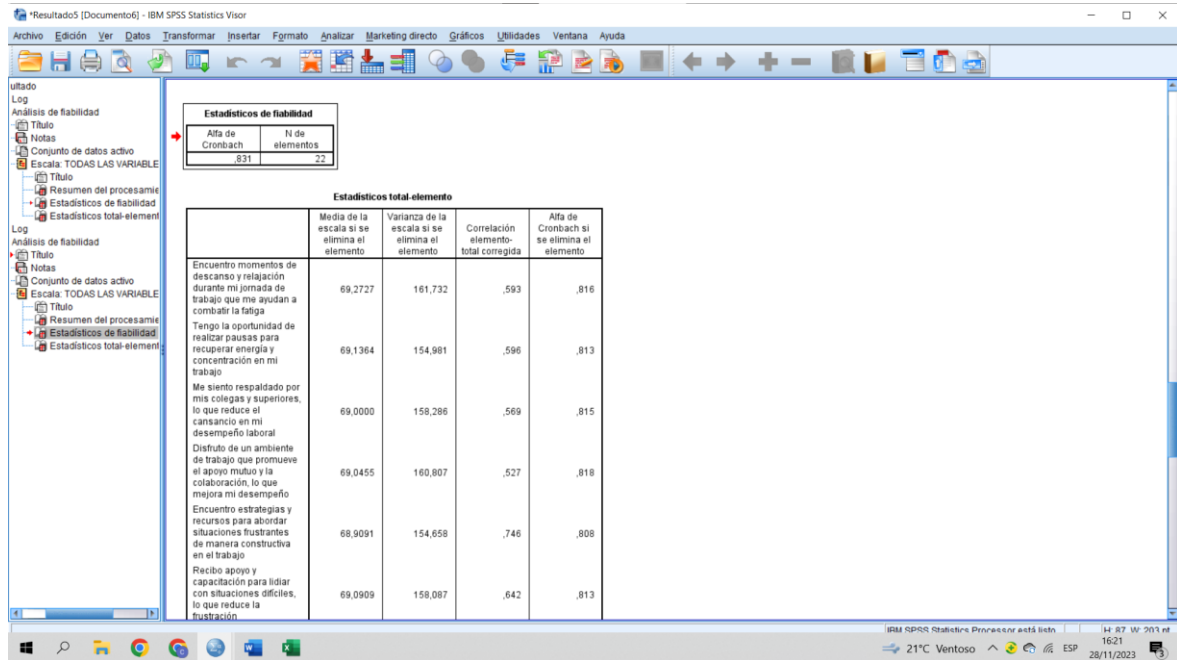 *Resultado5 [Documento6] - IBM SPSS Statistics Visor
Archivo Edición Ver Datos Transformar Insertar Formato Analizar Marketing directo Gráficos Utilidades Ventana Ayuda
ultado
Log
Análisis de fiabilidad
Título
Notas
Conjunto de datos activo
Escala: TODAS LAS VARIABLE
Título
Resumen del procesamie
Estadísticos de fiabilidad
Estadísticos total-element
Log
Análisis de fiabilidad
Título
Notas
Conjunto de datos activo
Escala: TODAS LAS VARIABLE
Título
Resumen del procesamie
Estadísticos de fiabilidad
Estadísticos total-element
Estadísticos de fiabilidad
Alfa de N de
Cronbach elementos
,831 22
Estadísticos total-elemento
Media de la Varianza de la Alfa de
escala si se escala si se Correlación Cronbach si
elimina el elimina el elemento- se elimina el
elemento elemento total corregida elemento
Encuentro momentos de
descanso y relajación
durante mi jornada de 69,2727 161,732 ,593 ,816
trabajo que me ayudan a
combatir la fatiga
Tengo la oportunidad de
realizar pausas para
recuperar energía y 69,1364 154,981 ,596 ,813
concentración en mi
trabajo
Me siento respaldado por
mis colegas y superiores,
lo que reduce el 69,0000 158,286 ,569 ,815
cansancio en mi
desempeño laboral
Disfruto de un ambiente
de trabajo que promueve
el apoyo mutuo y la 69,0455 160,807 ,527 ,818
colaboración, lo que
mejora mi desempeño
Encuentro estrategias y
recursos para abordar
situaciones frustrantes 68,9091 154,658 ,746 ,808
de manera constructiva
en el trabajo
Recibo apoyo y
capacitación para lidiar
con situaciones difíciles, 69,0909 158,087 ,642 ,813
lo que reduce la
frustración
IBM SPSS Statistics Processor está listo H: 87, W: 203 pt
21°C Ventoso ESP 16:21
28/11/2023
3